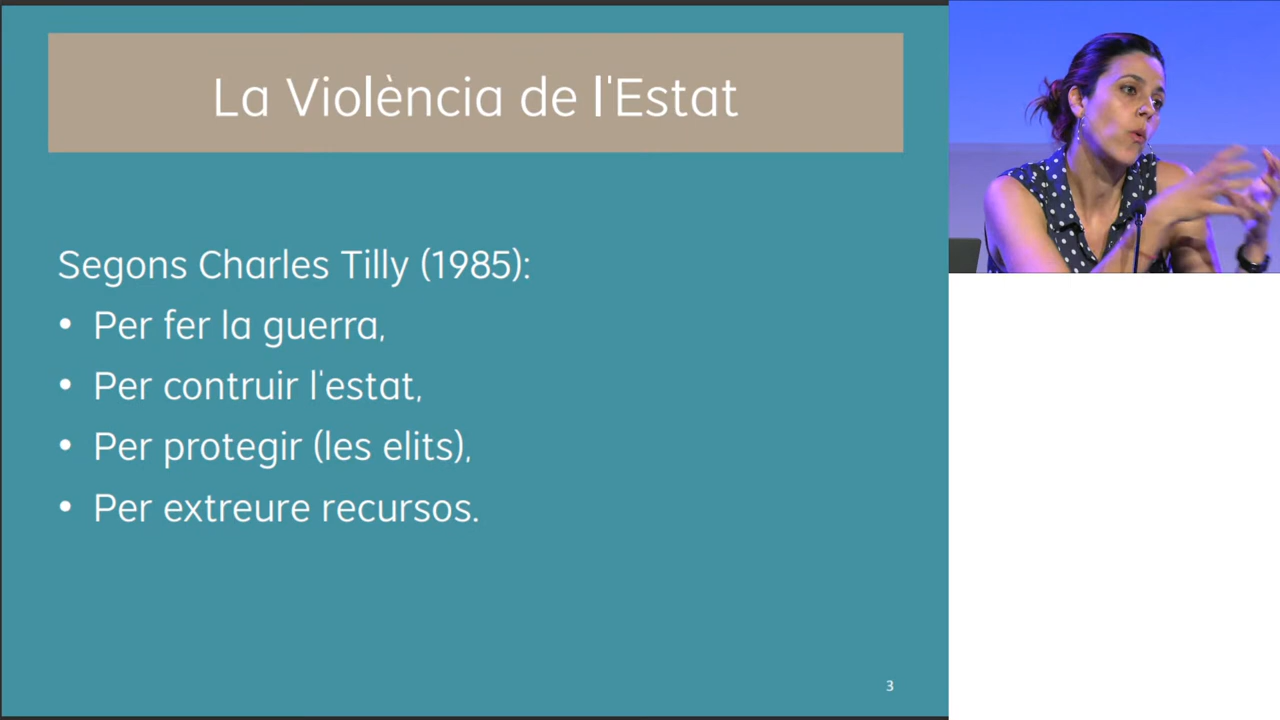 La Violència de l'Estat
Segons Charles Tilly (1985):
• Per fer la guerra,
• Per contruir l'estat,
• Per protegir (les elits),
• Per extreure recursos.
3